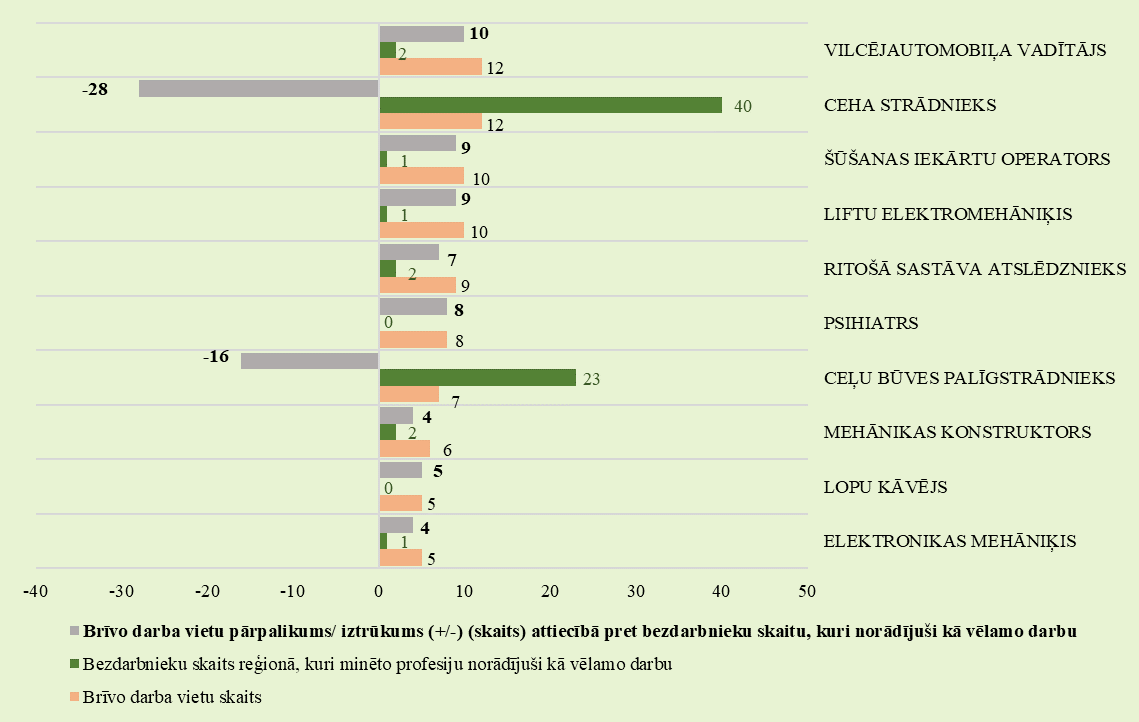 10
2 VILCĒJAUTOMOBIĻA VADĪTĀJS
12
-28
40 CEHA STRĀDNIEKS
12
9
1 ŠŪŠANAS IEKĀRTU OPERATORS
10
9
1 LIFTU ELEKTROMEHĀNIĶIS
10
7
2 RITOŠĀ SASTĀVA ATSLĒDZNIEKS
9
8
0 PSIHIATRS
8
-16
23 CEĻU BŪVES PALĪGSTRĀDNIEKS
7
4
2 MEHĀNIKAS KONSTRUKTORS
6
5
0 LOPU KĀVĒJS
5
4
1 ELEKTRONIKAS MEHĀNIĶIS
5
-40 -30 -20 -10 0 10 20 30 40 50
Brīvo darba vietu pārpalikums/ iztrūkums (+/-) (skaits) attiecībā pret bezdarbnieku skaitu, kuri norādījuši kā vēlamo darbu
Bezdarbnieku skaits reģionā, kuri minēto profesiju norādījuši kā vēlamo darbu
Brīvo darba vietu skaits